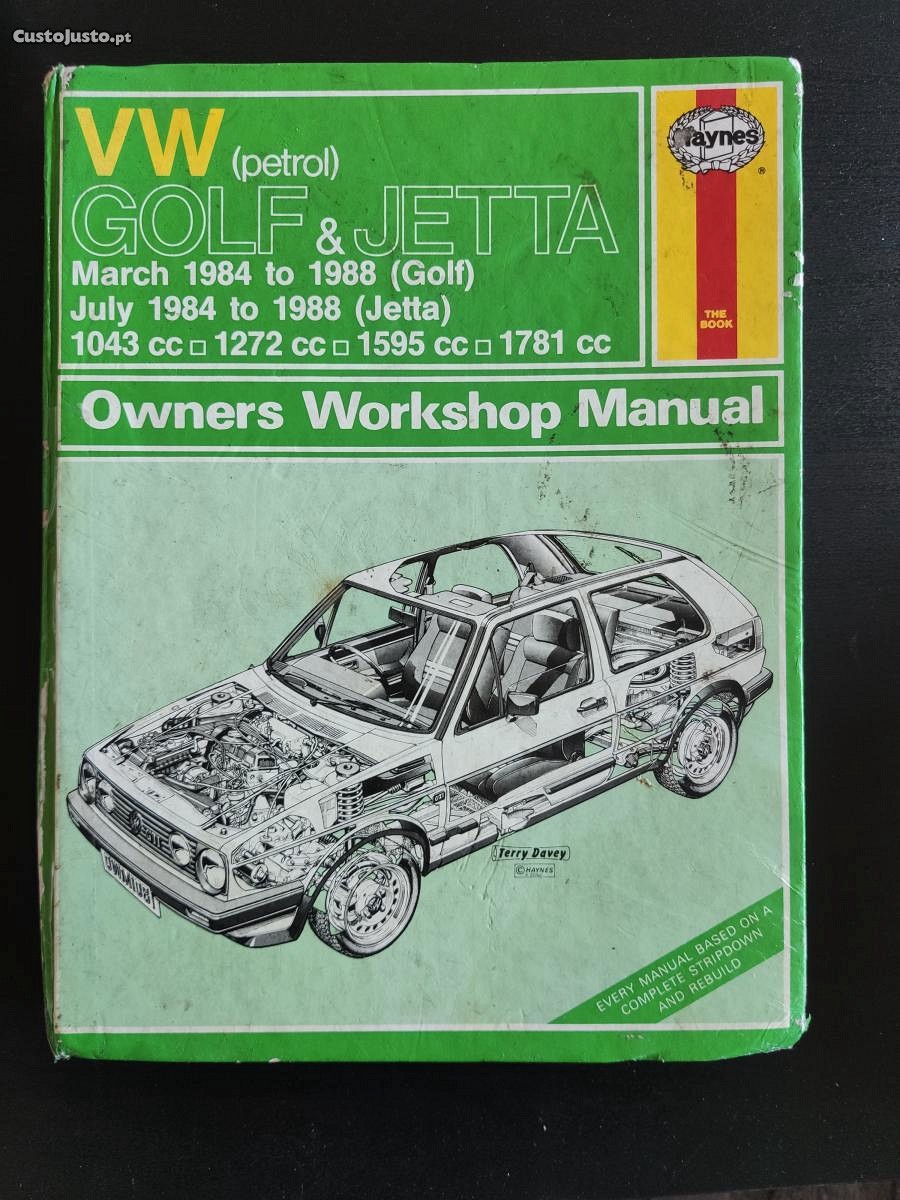 CustoJusto.pt
VW (petrol)
GOLF & JETTA
March 1984 to 1988 (Golf)
July 1984 to 1988 (Jetta)
1043 cc □ 1272 cc □ 1595 cc □ 1781 cc
Haynes
®
THE
BOOK
Owners Workshop Manual
GTI
Terry Davey
© HAYNES
EVERY MANUAL BASED ON A
COMPLETE STRIPDOWN
AND REBUILD